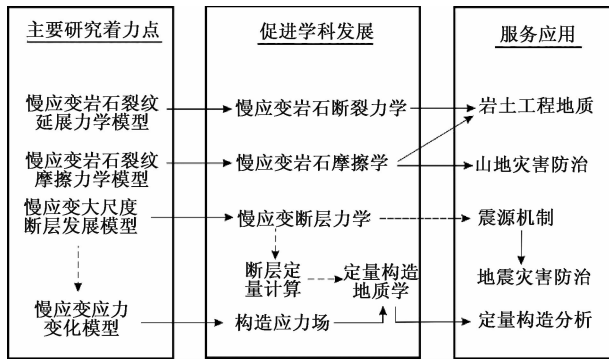 主要研究着力点
慢应变岩石裂纹
延展力学模型
慢应变岩石裂纹
摩擦力学模型
慢应变大尺度
断层发展模型
慢应变应力
变化模型
促进学科发展
慢应变岩石断裂力学
慢应变岩石摩擦学
慢应变断层力学
断层定
量计算
定量构造
地质学
构造应力场
服务应用
岩土工程地质
山地灾害防治
震源机制
地震灾害防治
定量构造分析